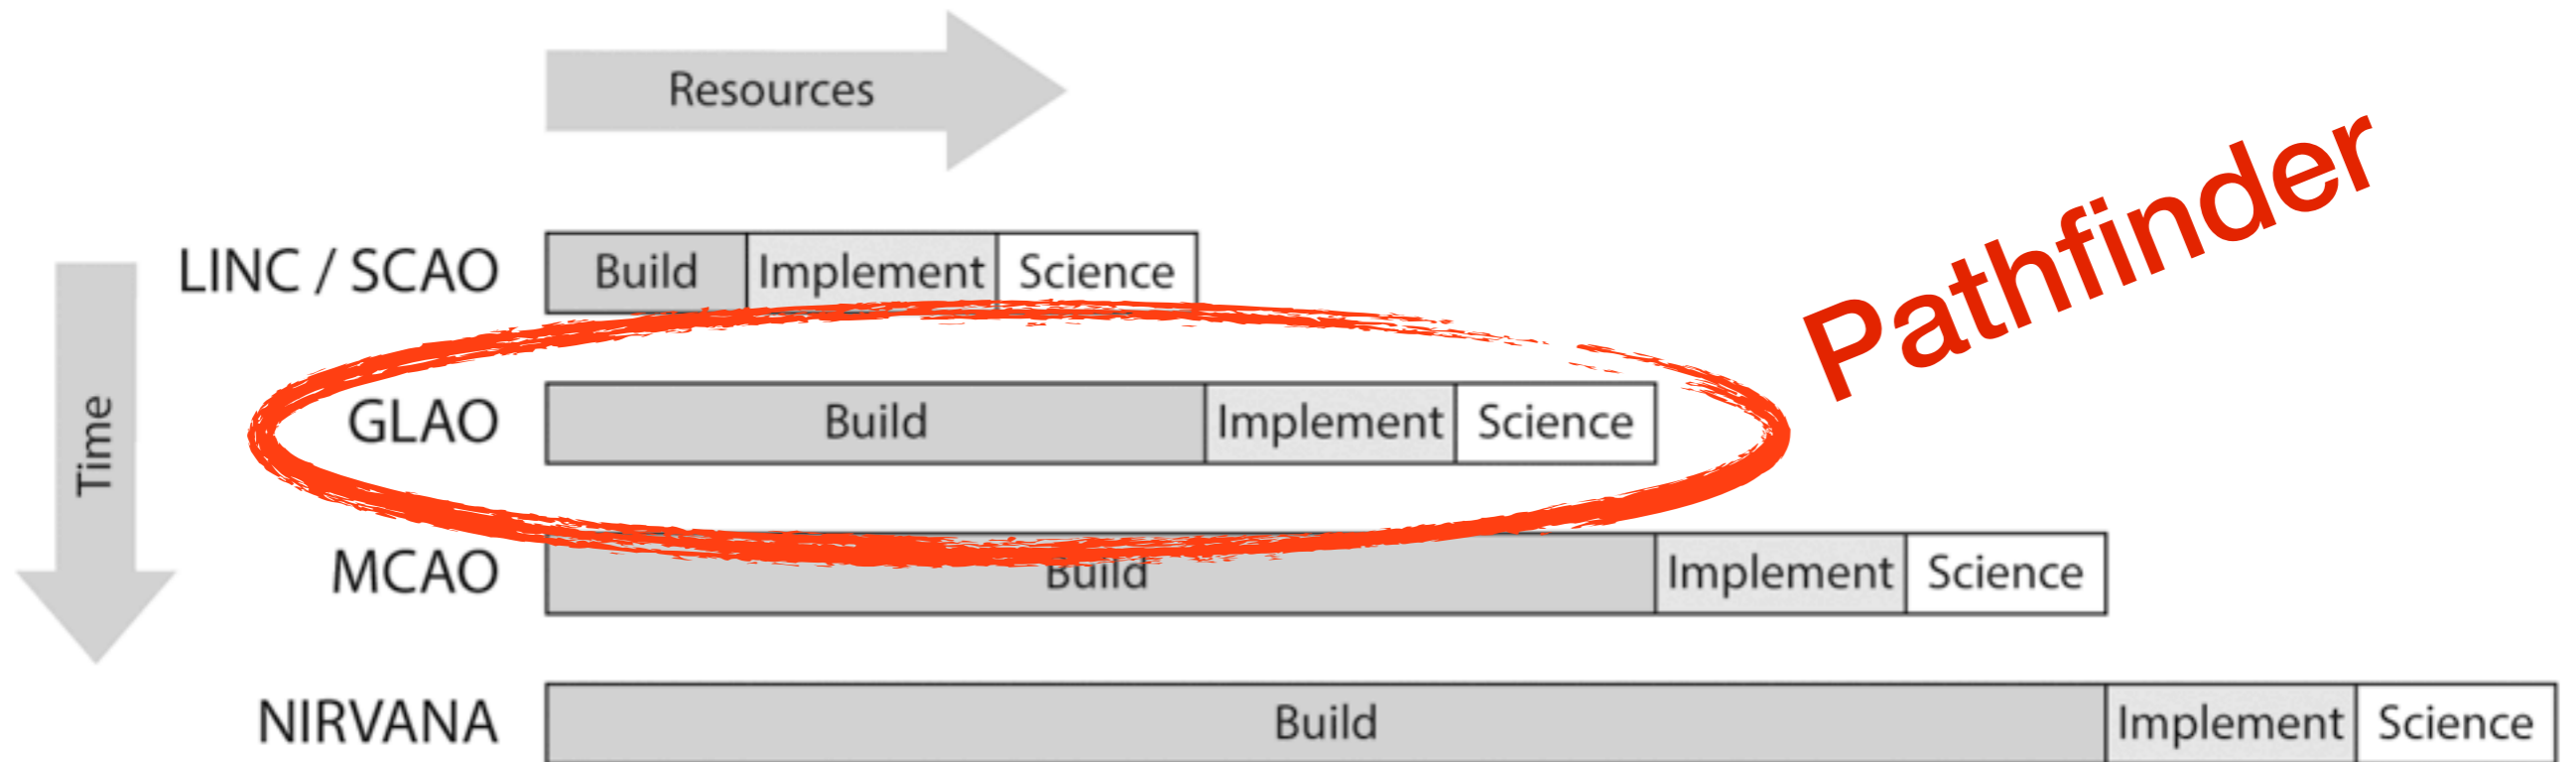 Resources
Pathfinder
Time
LINC / SCAO Build Implement Science
GLAO Build Implement Science
MCAO Build Implement Science
NIRVANA Build Implement Science